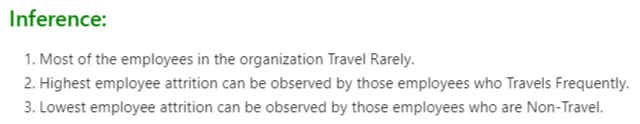 Inference:
1. Most of the employees in the organization Travel Rarely.
2. Highest employee attrition can be observed by those employees who Travels Frequently.
3. Lowest employee attrition can be observed by those employees who are Non-Travel.